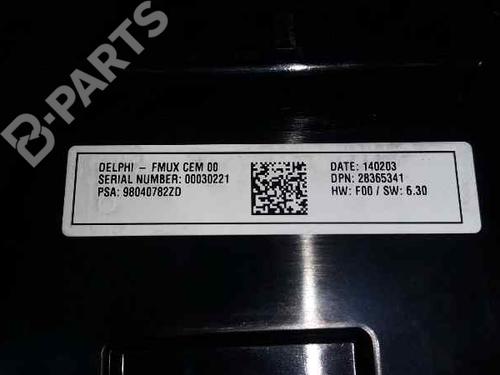 B-PARTS
DELPHI - FMUX CEM 00
SERIAL NUMBER: 00030221
PSA: 98040782ZD
DATE: 140203
DPN: 28365341
HW: F00 / SW: 6.30